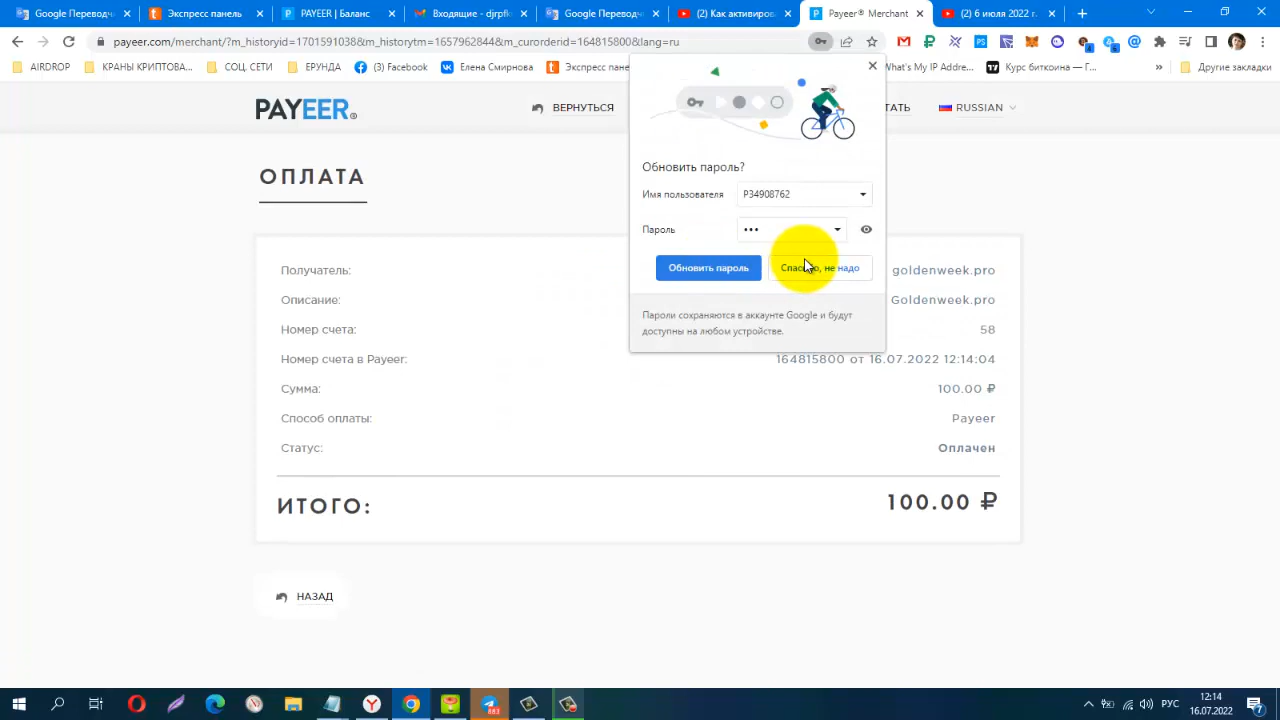 Google Переводч
Экспресс панель
PAYEER | Баланс
Входящие - djrpfk
Google Переводч
(2) Как активиров
Payeer® Merchant
(2) 6 июля 2022 г.
payeer.com/merchant/?m_historyid=1701591038&m_historytm=1657962844&m_curorderid=164815800&lang=ru
AIRDROP
КРАНЫ КРИПТОВА...
СОЦ. СЕТИ
ЕРУНДА
(3) Facebook
Елена Смирнова
Экспресс пане
What's My IP Addre...
Курс биткоина — Г...
Другие закладки
PAYEER®
ВЕРНУТЬСЯ
RUSSIAN
ОПЛАТА
Обновить пароль?
Имя пользователя
P34908762
Пароль
•••
Обновить пароль
Спасибо, не надо
Пароли сохраняются в аккаунте Google и будут
доступны на любом устройстве.
Получатель:
goldenweek.pro
Описание:
Goldenweek.pro
Номер счета:
58
Номер счета в Payeer:
164815800 от 16.07.2022 12:14:04
Сумма:
100.00 ₽
Способ оплаты:
Payeer
Статус:
Оплачен
ИТОГО:
100.00 ₽
НАЗАД
883
РУС
12:14
16.07.2022
7